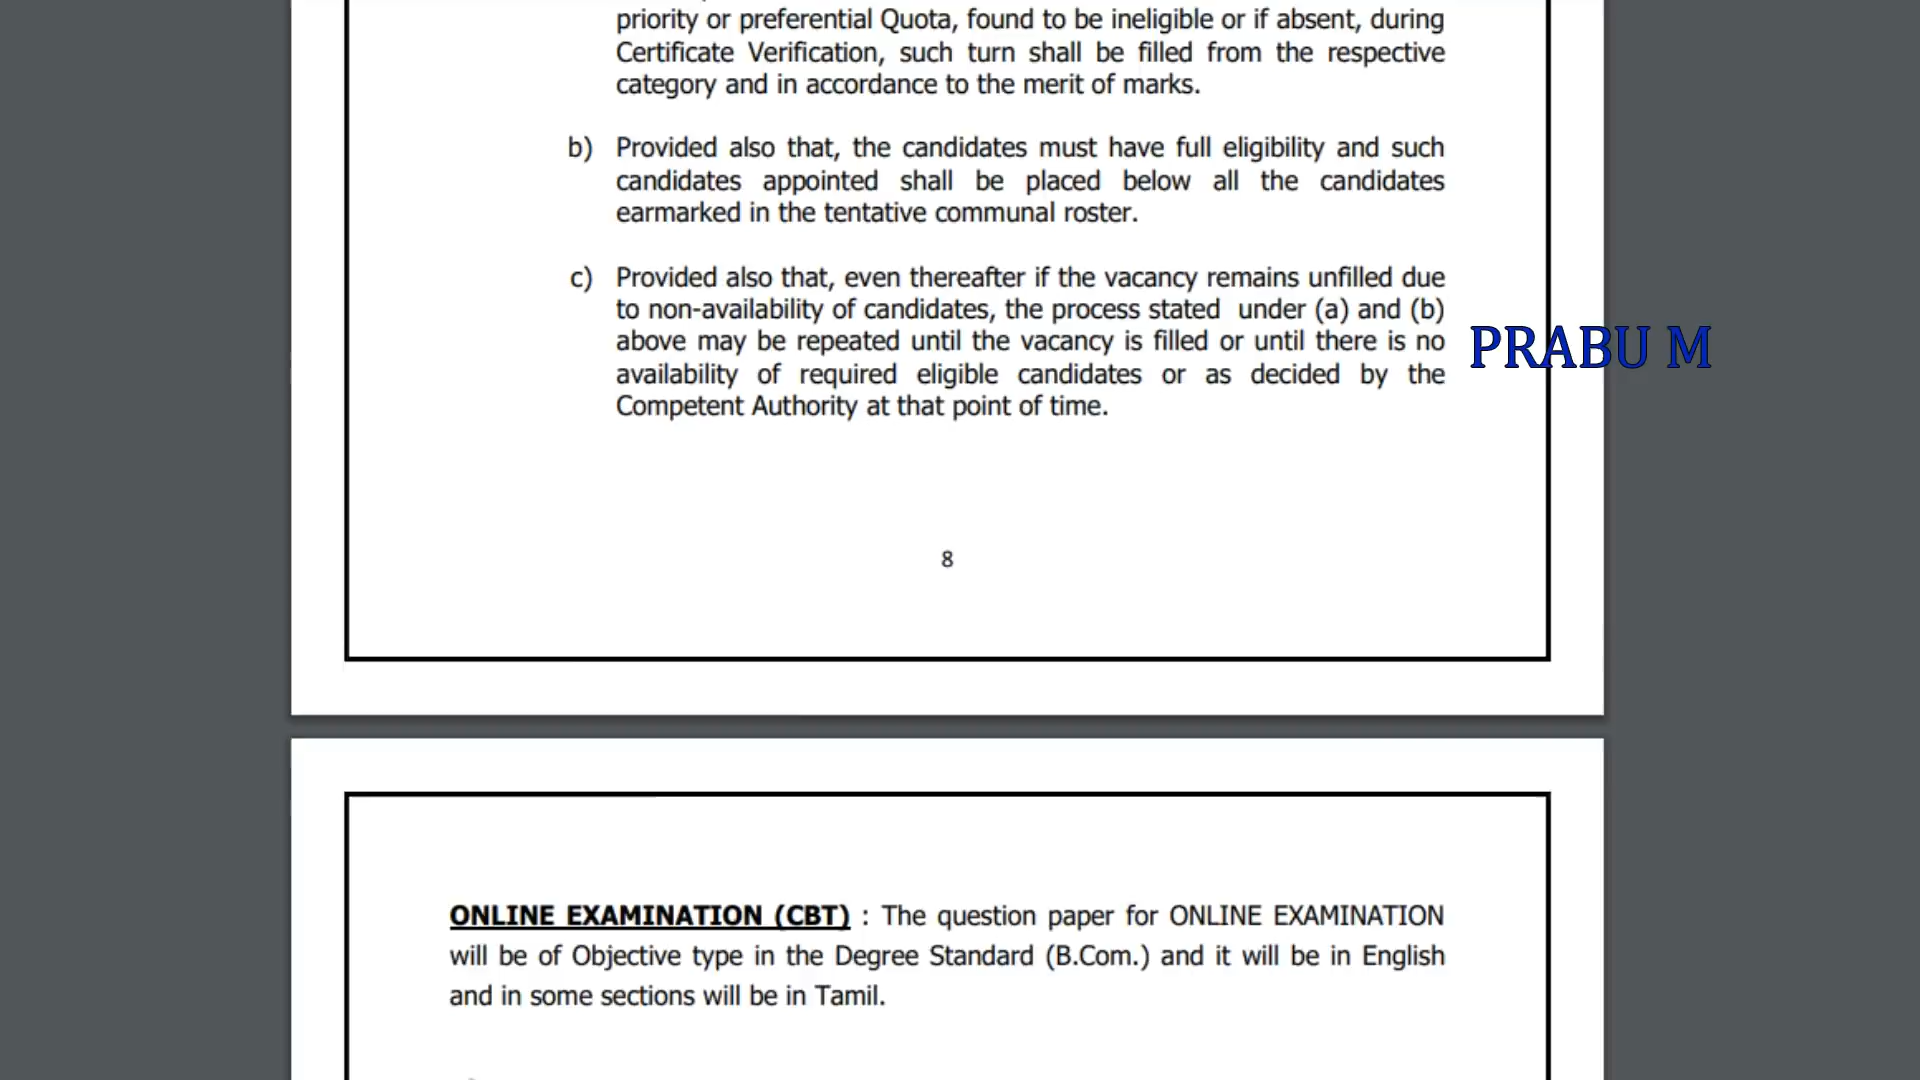 priority or preferential Quota, found to be ineligible or if absent, during
Certificate Verification, such turn shall be filled from the respective
category and in accordance to the merit of marks.
b) Provided also that, the candidates must have full eligibility and such
candidates appointed shall be placed below all the candidates
earmarked in the tentative communal roster.
c) Provided also that, even thereafter if the vacancy remains unfilled due
to non-availability of candidates, the process stated under (a) and (b)
above may be repeated until the vacancy is filled or until there is no
availability of required eligible candidates or as decided by the
Competent Authority at that point of time.
PRABU M
8
ONLINE EXAMINATION (CBT) : The question paper for ONLINE EXAMINATION
will be of Objective type in the Degree Standard (B.Com.) and it will be in English
and in some sections will be in Tamil.